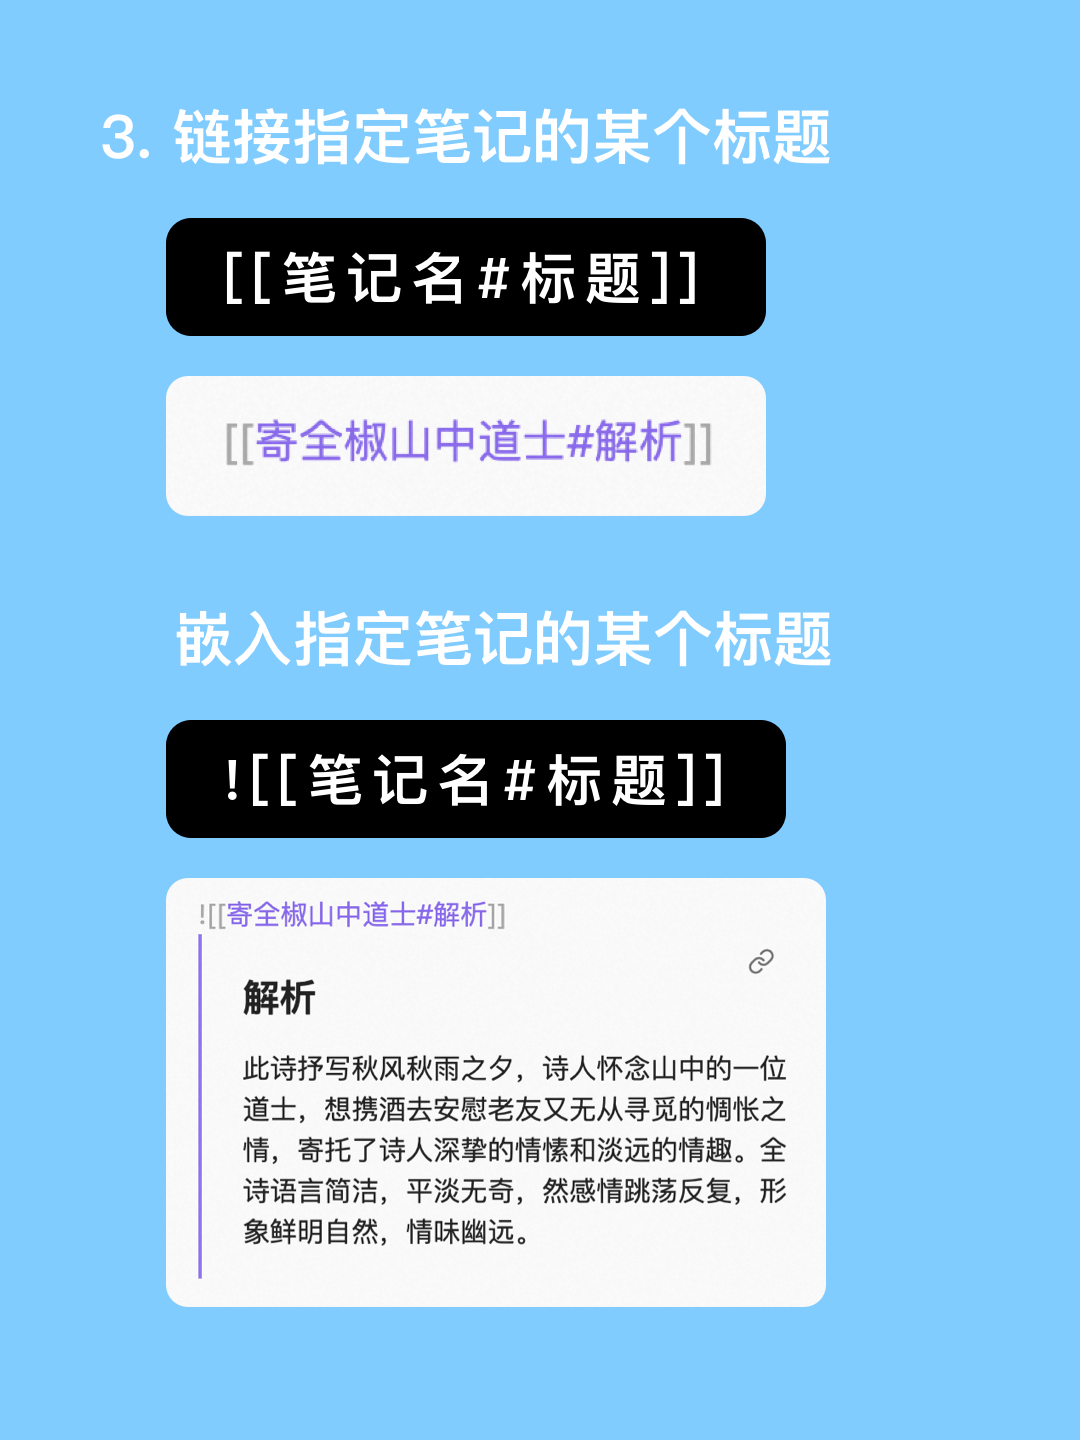 3. 链接指定笔记的某个标题
[[笔记名#标题]]
[[寄全椒山中道士#解析]]
嵌入指定笔记的某个标题
![[笔记名#标题]]
![[寄全椒山中道士#解析]]
解析
此诗抒写秋风秋雨之夕，诗人怀念山中的一位
道士，想携酒去安慰老友又无从寻觅的惆怅之
情，寄托了诗人深挚的情愫和淡远的情趣。全
诗语言简洁，平淡无奇，然感情跳荡反复，形
象鲜明自然，情味幽远。